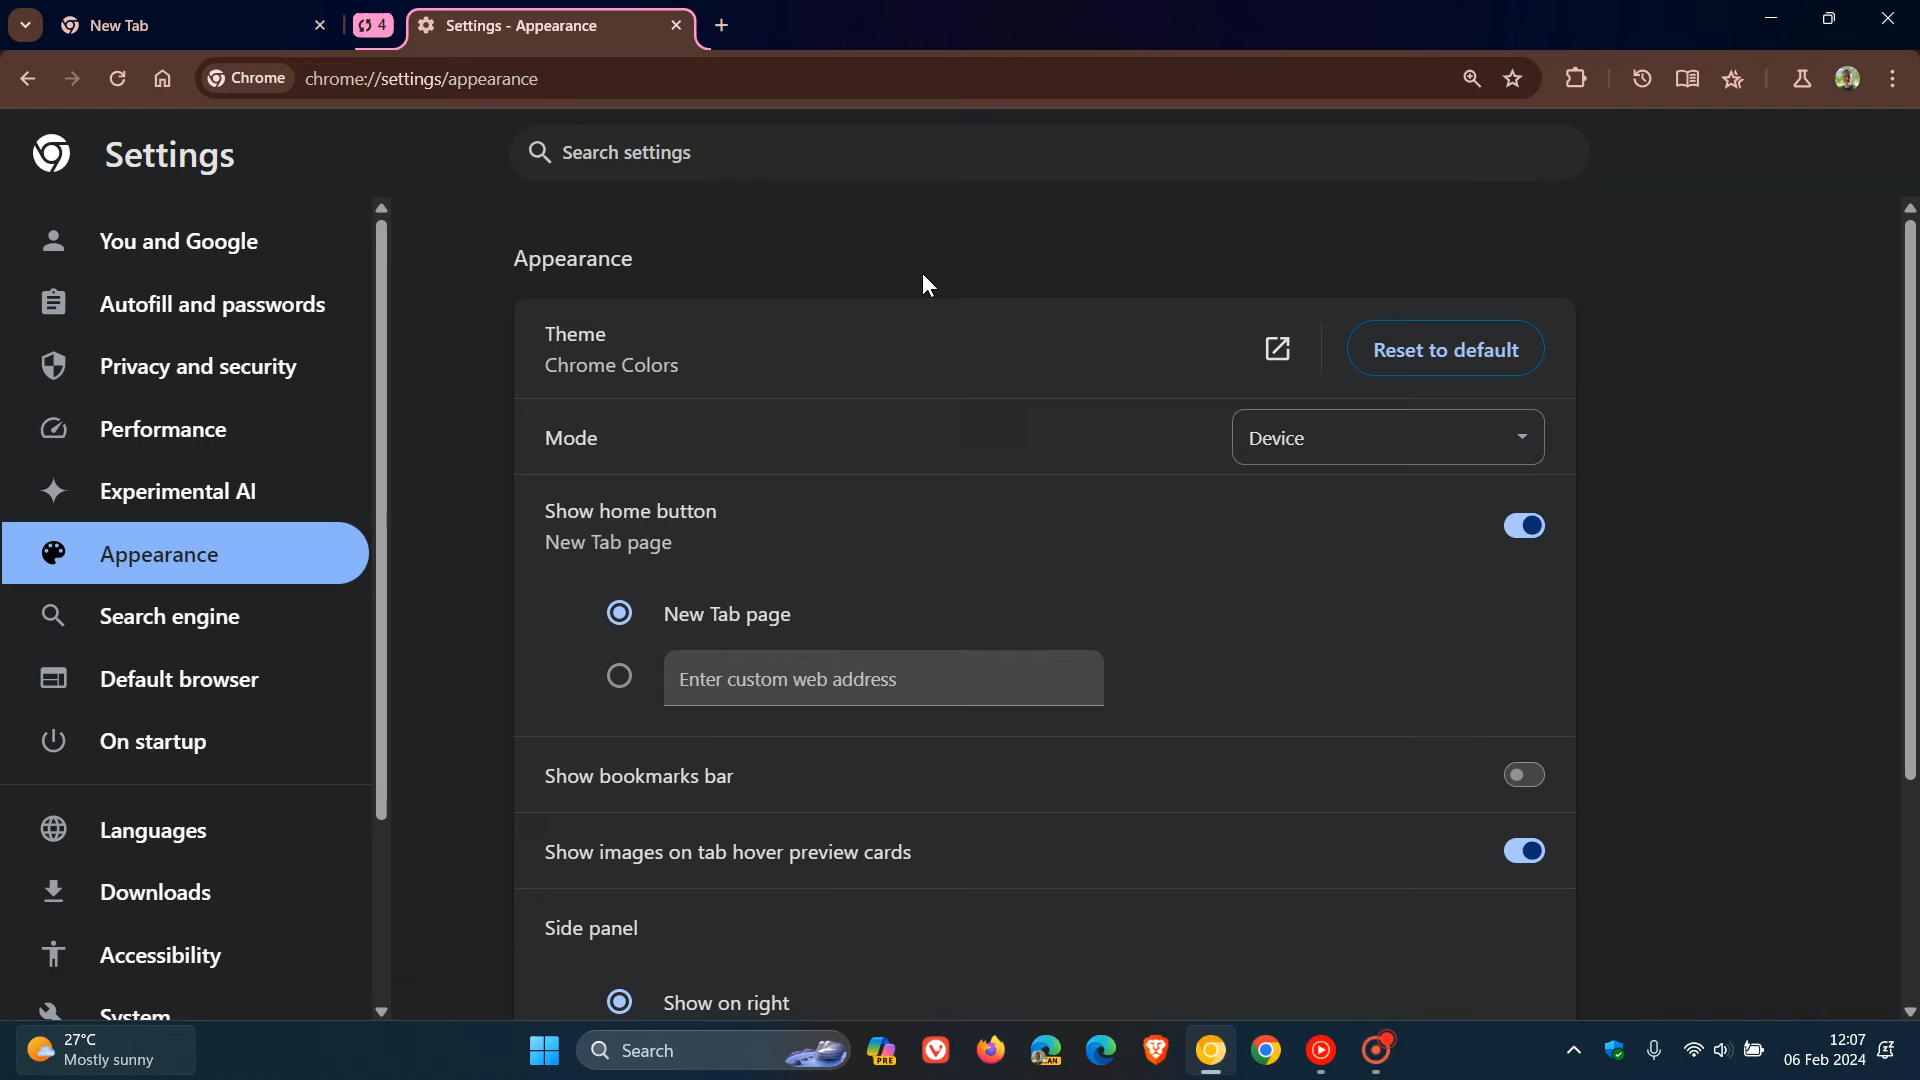 New Tab
4
Settings - Appearance
Chrome
chrome://settings/appearance
Settings
Search settings
You and Google
Autofill and passwords
Privacy and security
Performance
Experimental AI
Appearance
Search engine
Default browser
On startup
Languages
Downloads
Accessibility
System
Appearance
Theme
Chrome Colors
Reset to default
Mode
Device
Show home button
New Tab page
New Tab page
Enter custom web address
Show bookmarks bar
Show images on tab hover preview cards
Side panel
Show on right
27°C
Mostly sunny
Search
PRE
CAN
12:07
06 Feb 2024